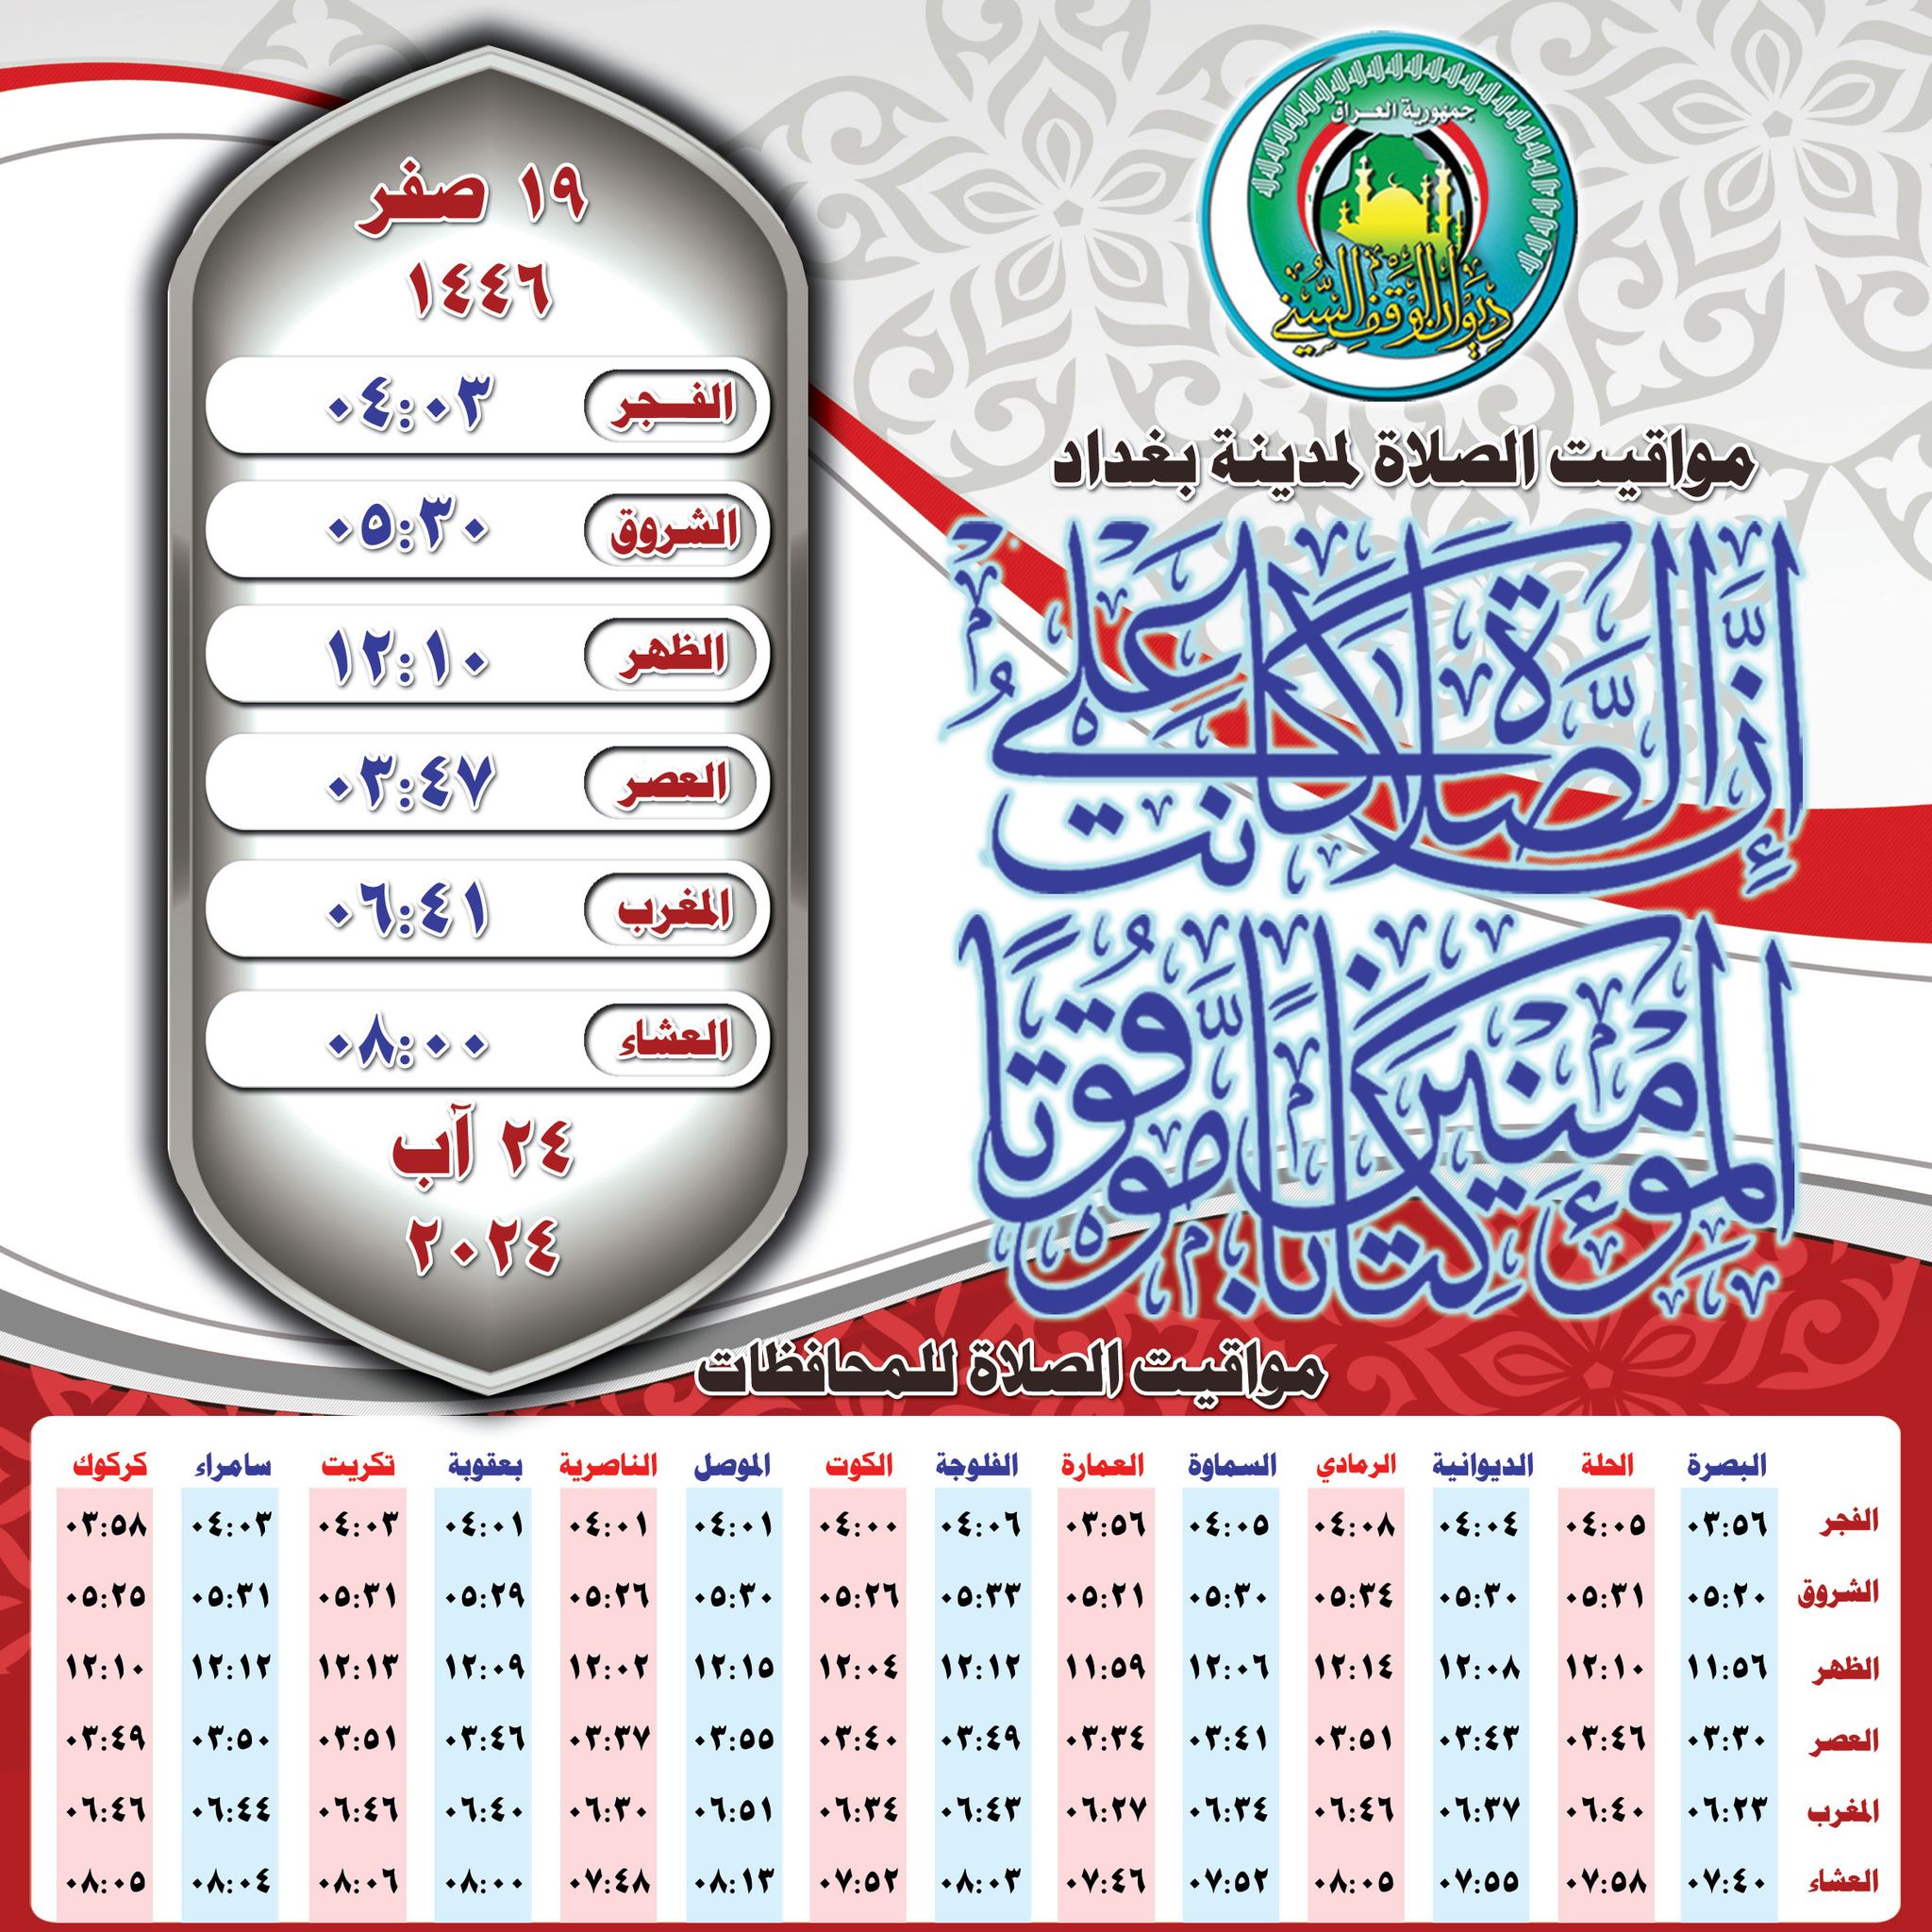 جمهورية العراق
ديوان الوقف السني
مواقيت الصلاة لمدينة بغداد
إِنَّ الصَّلَاةَ كَانَتْ عَلَى
الْمُؤْمِنِينَ كِتَابًا مَّوْقُوتًا
١٩ صفر
١٤٤٦
الفـــجر ٠٤:٠٣
الشروق ٠٥:٣٠
الظهر ١٢:١٠
العصر ٠٣:٤٧
المغرب ٠٦:٤١
العشاء ٠٨:٠٠
٢٤ آب
٢٠٢٤
مواقيت الصلاة للمحافظات
البصرة الحلة الديوانية الرمادي السماوة العمارة الفلوجة الكوت الموصل الناصرية بعقوبة تكريت سامراء كركوك
الفجر ٠٣:٥٦ ٠٤:٠٥ ٠٤:٠٤ ٠٤:٠٨ ٠٤:٠٥ ٠٣:٥٦ ٠٤:٠٦ ٠٤:٠٠ ٠٤:٠١ ٠٤:٠١ ٠٤:٠١ ٠٤:٠٣ ٠٤:٠٣ ٠٣:٥٨
الشروق ٠٥:٢٠ ٠٥:٣١ ٠٥:٣٠ ٠٥:٣٤ ٠٥:٣٠ ٠٥:٢١ ٠٥:٣٣ ٠٥:٢٦ ٠٥:٣٠ ٠٥:٢٦ ٠٥:٢٩ ٠٥:٣١ ٠٥:٣١ ٠٥:٢٥
الظهر ١١:٥٦ ١٢:١٠ ١٢:٠٨ ١٢:١٤ ١٢:٠٦ ١١:٥٩ ١٢:١٢ ١٢:٠٤ ١٢:١٥ ١٢:٠٢ ١٢:٠٩ ١٢:١٣ ١٢:١٢ ١٢:١٠
العصر ٠٣:٣٠ ٠٣:٤٦ ٠٣:٤٣ ٠٣:٥١ ٠٣:٤١ ٠٣:٣٤ ٠٣:٤٩ ٠٣:٤٠ ٠٣:٥٥ ٠٣:٣٧ ٠٣:٤٦ ٠٣:٥١ ٠٣:٥٠ ٠٣:٤٩
المغرب ٠٦:٢٣ ٠٦:٤٠ ٠٦:٣٧ ٠٦:٤٦ ٠٦:٣٤ ٠٦:٢٧ ٠٦:٤٣ ٠٦:٣٤ ٠٦:٥١ ٠٦:٣٠ ٠٦:٤٠ ٠٦:٤٦ ٠٦:٤٤ ٠٦:٤٦
العشاء ٠٧:٤٠ ٠٧:٥٨ ٠٧:٥٥ ٠٨:٠٥ ٠٧:٥٢ ٠٧:٤٦ ٠٨:٠٣ ٠٧:٥٢ ٠٨:١٣ ٠٧:٤٨ ٠٨:٠٠ ٠٨:٠٦ ٠٨:٠٤ ٠٨:٠٥